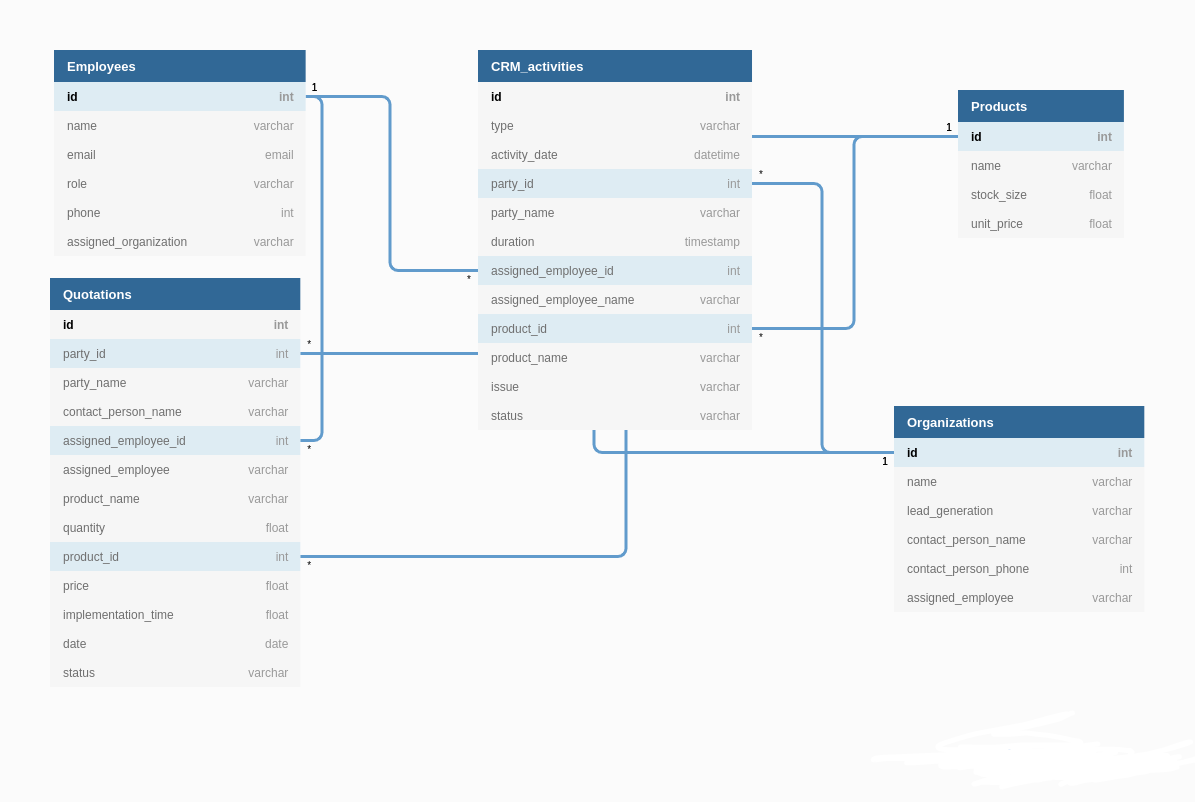 Employees
id int
name varchar
email email
role varchar
phone int
assigned_organization varchar
1
*
Quotations
id int
party_id int
party_name varchar
contact_person_name varchar
assigned_employee_id int
assigned_employee varchar
product_name varchar
quantity float
product_id int
price float
implementation_time float
date date
status varchar
*
*
*
CRM_activities
id int
type varchar
activity_date datetime
party_id int
party_name varchar
duration timestamp
assigned_employee_id int
assigned_employee_name varchar
product_id int
product_name varchar
issue varchar
status varchar
*
*
1
Products
id int
name varchar
stock_size float
unit_price float
1
Organizations
id int
name varchar
lead_generation varchar
contact_person_name varchar
contact_person_phone int
assigned_employee varchar